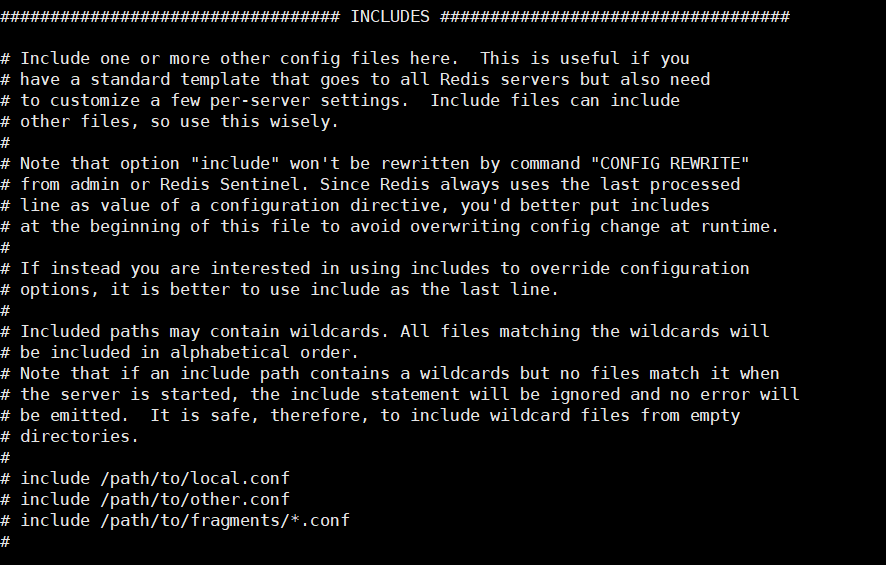 ################################## INCLUDES ###################################

# Include one or more other config files here.  This is useful if you
# have a standard template that goes to all Redis servers but also need
# to customize a few per-server settings.  Include files can include
# other files, so use this wisely.
#
# Note that option "include" won't be rewritten by command "CONFIG REWRITE"
# from admin or Redis Sentinel. Since Redis always uses the last processed
# line as value of a configuration directive, you'd better put includes
# at the beginning of this file to avoid overwriting config change at runtime.
#
# If instead you are interested in using includes to override configuration
# options, it is better to use include as the last line.
#
# Included paths may contain wildcards. All files matching the wildcards will
# be included in alphabetical order.
# Note that if an include path contains a wildcards but no files match it when
# the server is started, the include statement will be ignored and no error will
# be emitted.  It is safe, therefore, to include wildcard files from empty
# directories.
#
# include /path/to/local.conf
# include /path/to/other.conf
# include /path/to/fragments/*.conf
#